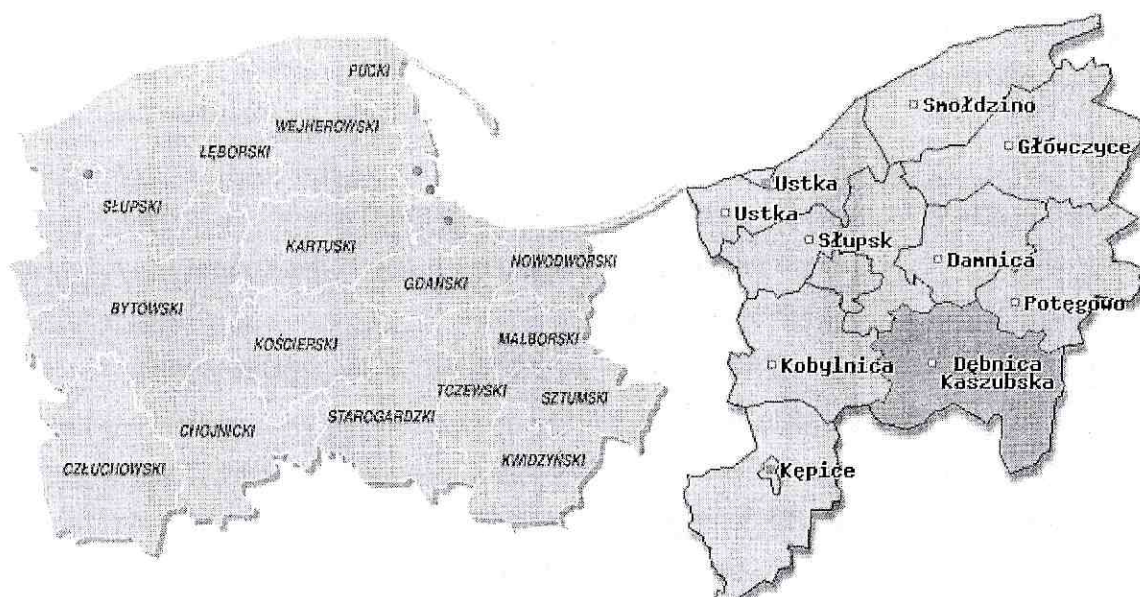 PUCKI
WEJHEROWSKI
ŁĘBORSKI
SŁUPSKI
KARTUSKI
NOWODWORSKI
GDAŃSKI
BYTOWSKI
KOŚCIERSKI
MALBORSKI
TCZEWSKI
SZTUMSKI
STAROGARDZKI
CHOJNICKI
KWIDZYŃSKI
CZŁUCHOWSKI
Smołdzino
Główczyce
Ustka
Ustka
Słupsk
Damnica
Potęgowo
Kobylnica
Dębnica
Kaszubska
Kępice